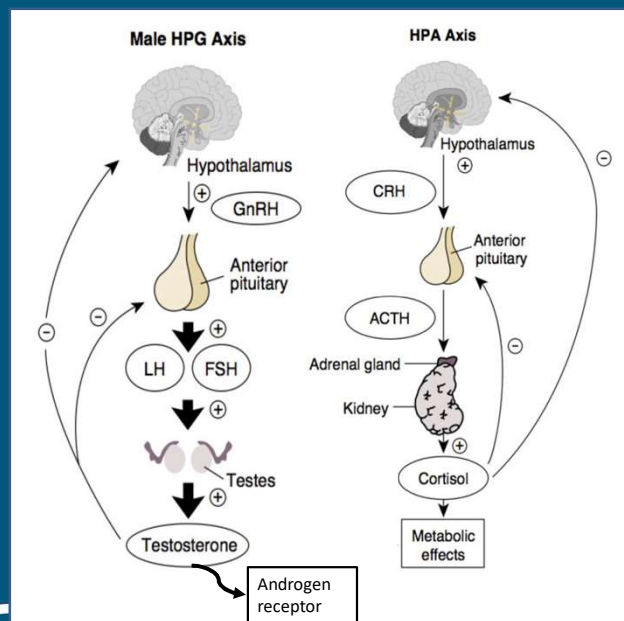 Male HPG Axis
Hypothalamus
+
GnRH
Anterior
pituitary
-
-
+
LH
FSH
+
Testes
+
Testosterone
Androgen
receptor
HPA Axis
Hypothalamus
+
-
CRH
Anterior
pituitary
ACTH
-
Adrenal gland
Kidney
+
Cortisol
Metabolic
effects